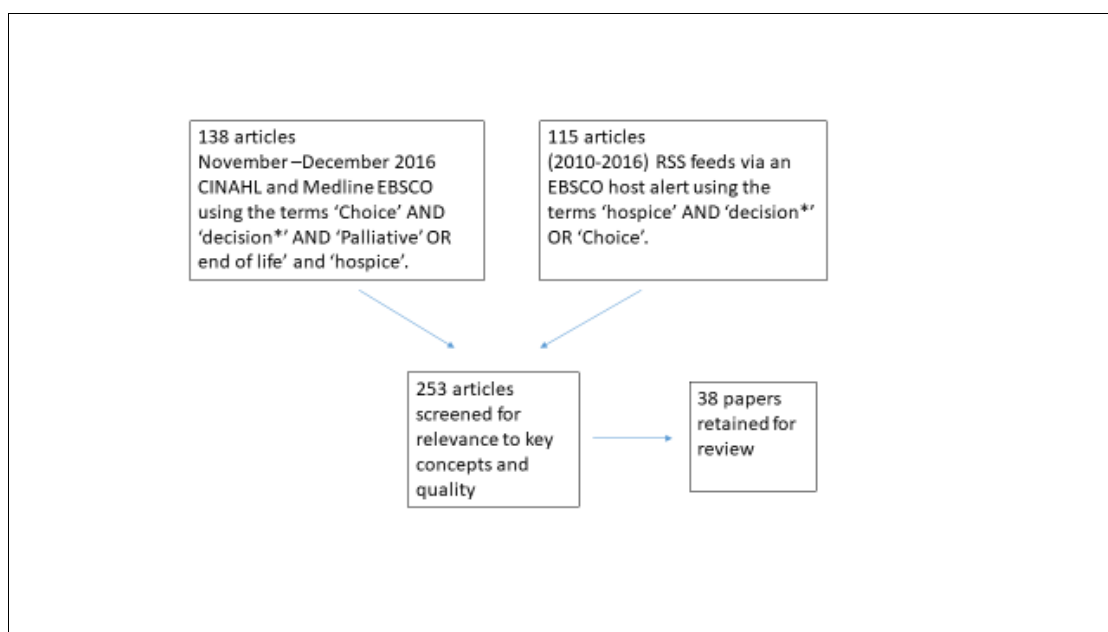 138 articles
November –December 2016
CINAHL and Medline EBSCO
using the terms ‘Choice’ AND
‘decision*’ AND ‘Palliative’ OR
end of life’ and ‘hospice’.
115 articles
(2010-2016) RSS feeds via an
EBSCO host alert using the
terms ‘hospice’ AND ‘decision*’
OR ‘Choice’.
253 articles
screened for
relevance to key
concepts and
quality
38 papers
retained for
review